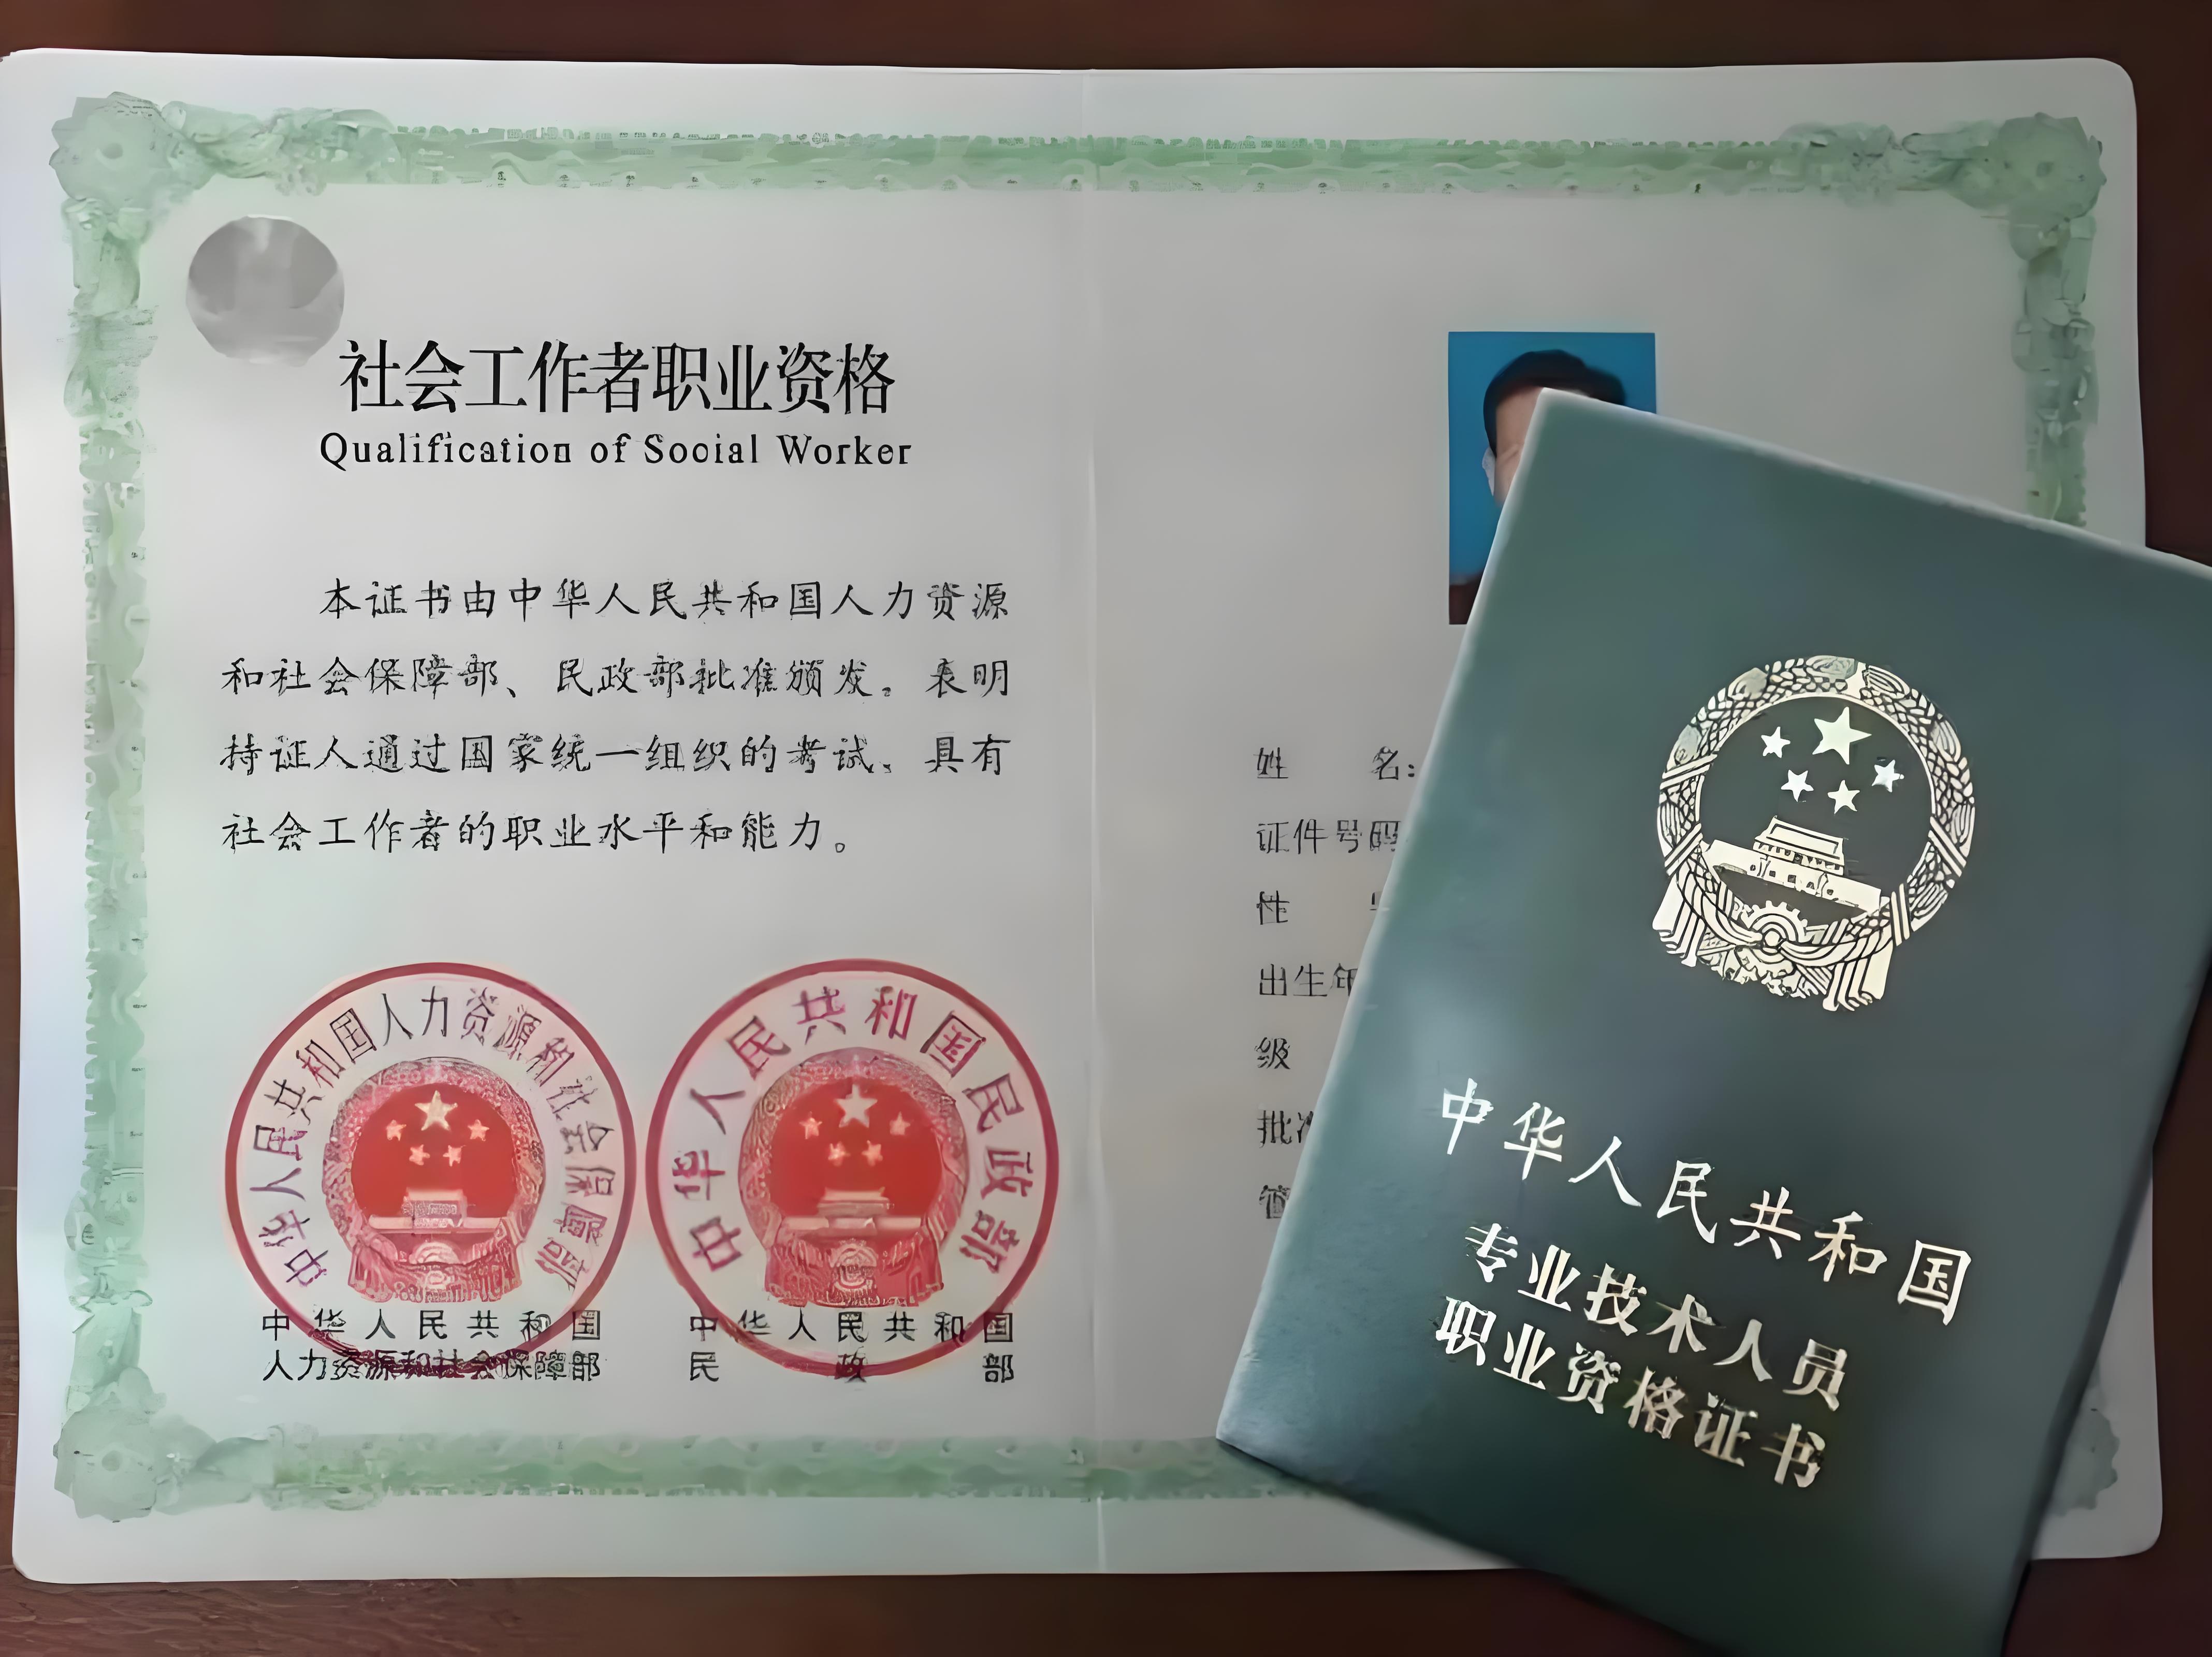 社会工作者职业资格
Qualification of Social Worker
本证书由中华人民共和国人力资源
和社会保障部、民政部批准颁发。表明
持证人通过国家统一组织的考试，具有
社会工作者的职业水平和能力。
中华人民共和国人力资源和社会保障部
中华人民共和国民政部
中华人民共和国
人力资源和社会保障部
中华人民共和国
民政部
姓 名：
证件号码
性
出生年
级
批准
中华人民共和国
专业技术人员
职业资格证书